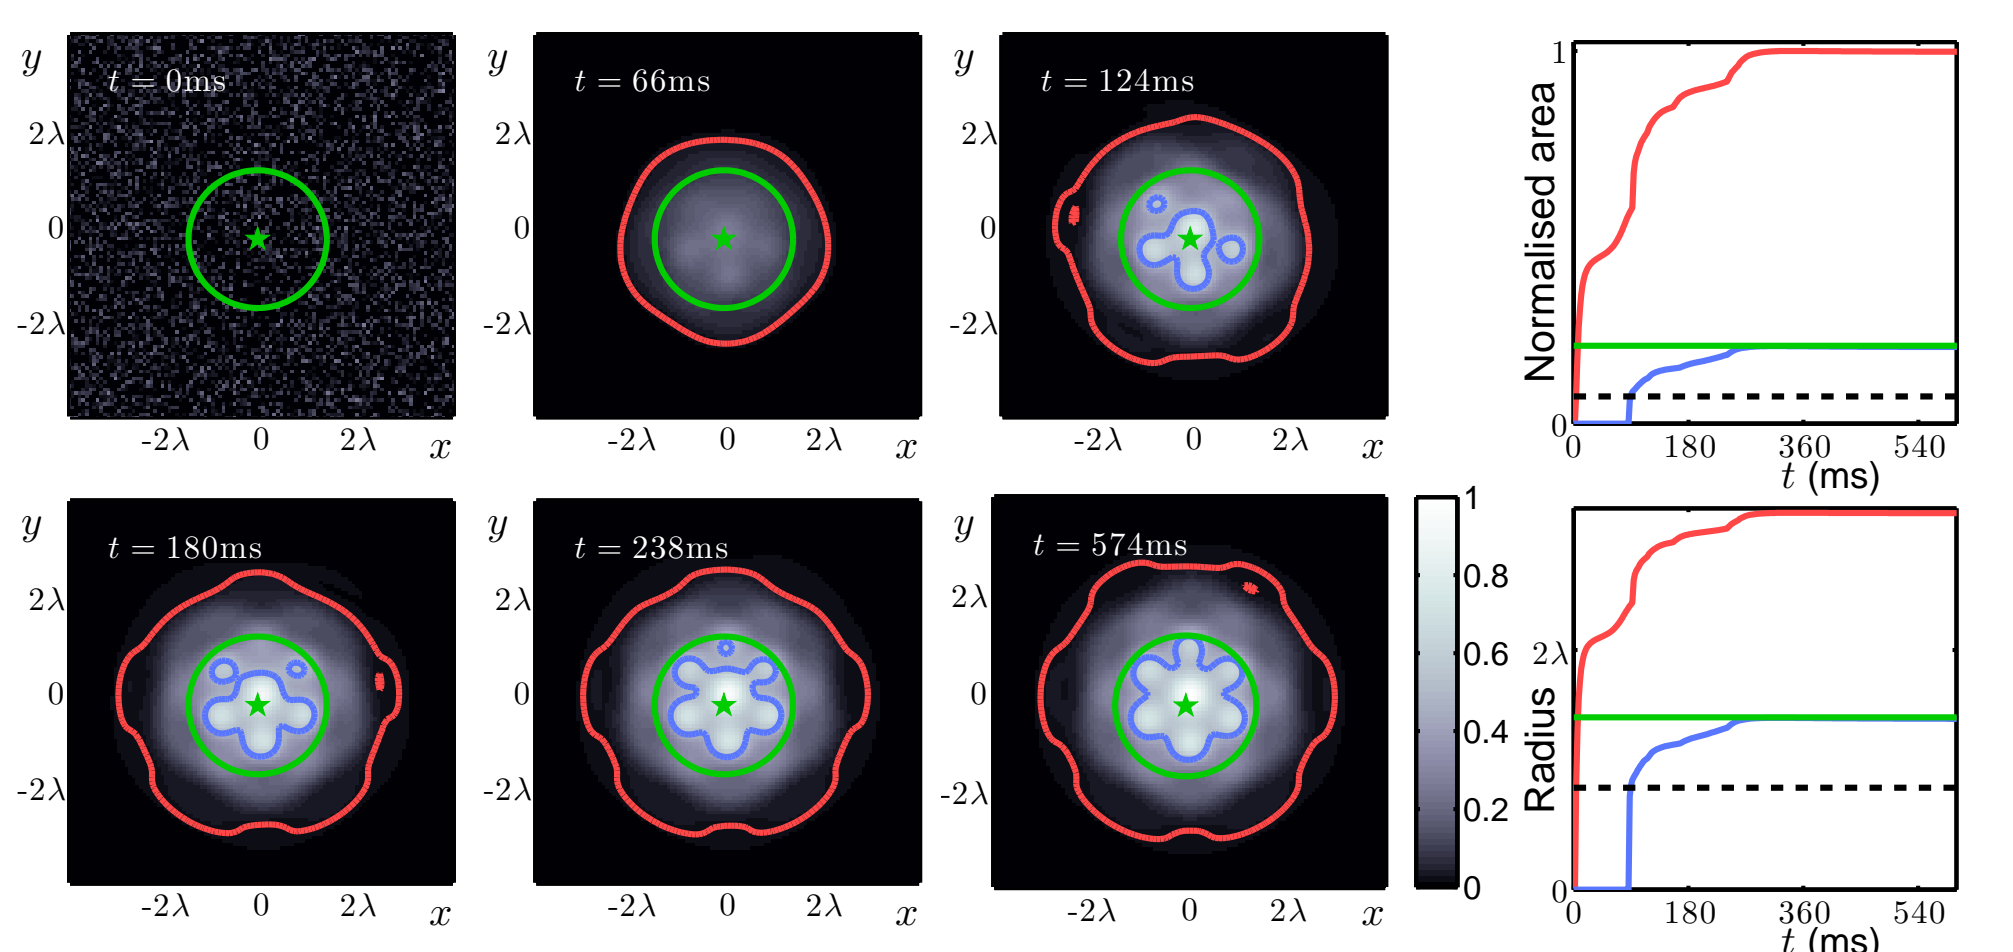 y
t = 0ms
2λ
0
-2λ
-2λ 0 2λ x
y
t = 66ms
2λ
0
-2λ
-2λ 0 2λ x
y
t = 124ms
2λ
0
-2λ
-2λ 0 2λ x
Normalised area
1
0
0 180 360 540
t (ms)
y
t = 180ms
2λ
0
-2λ
-2λ 0 2λ x
y
t = 238ms
2λ
0
-2λ
-2λ 0 2λ x
y
t = 574ms
2λ
0
-2λ
-2λ 0 2λ x
1
0.8
0.6
0.4
0.2
0
Radius
2λ
0
0 180 360 540
t (ms)